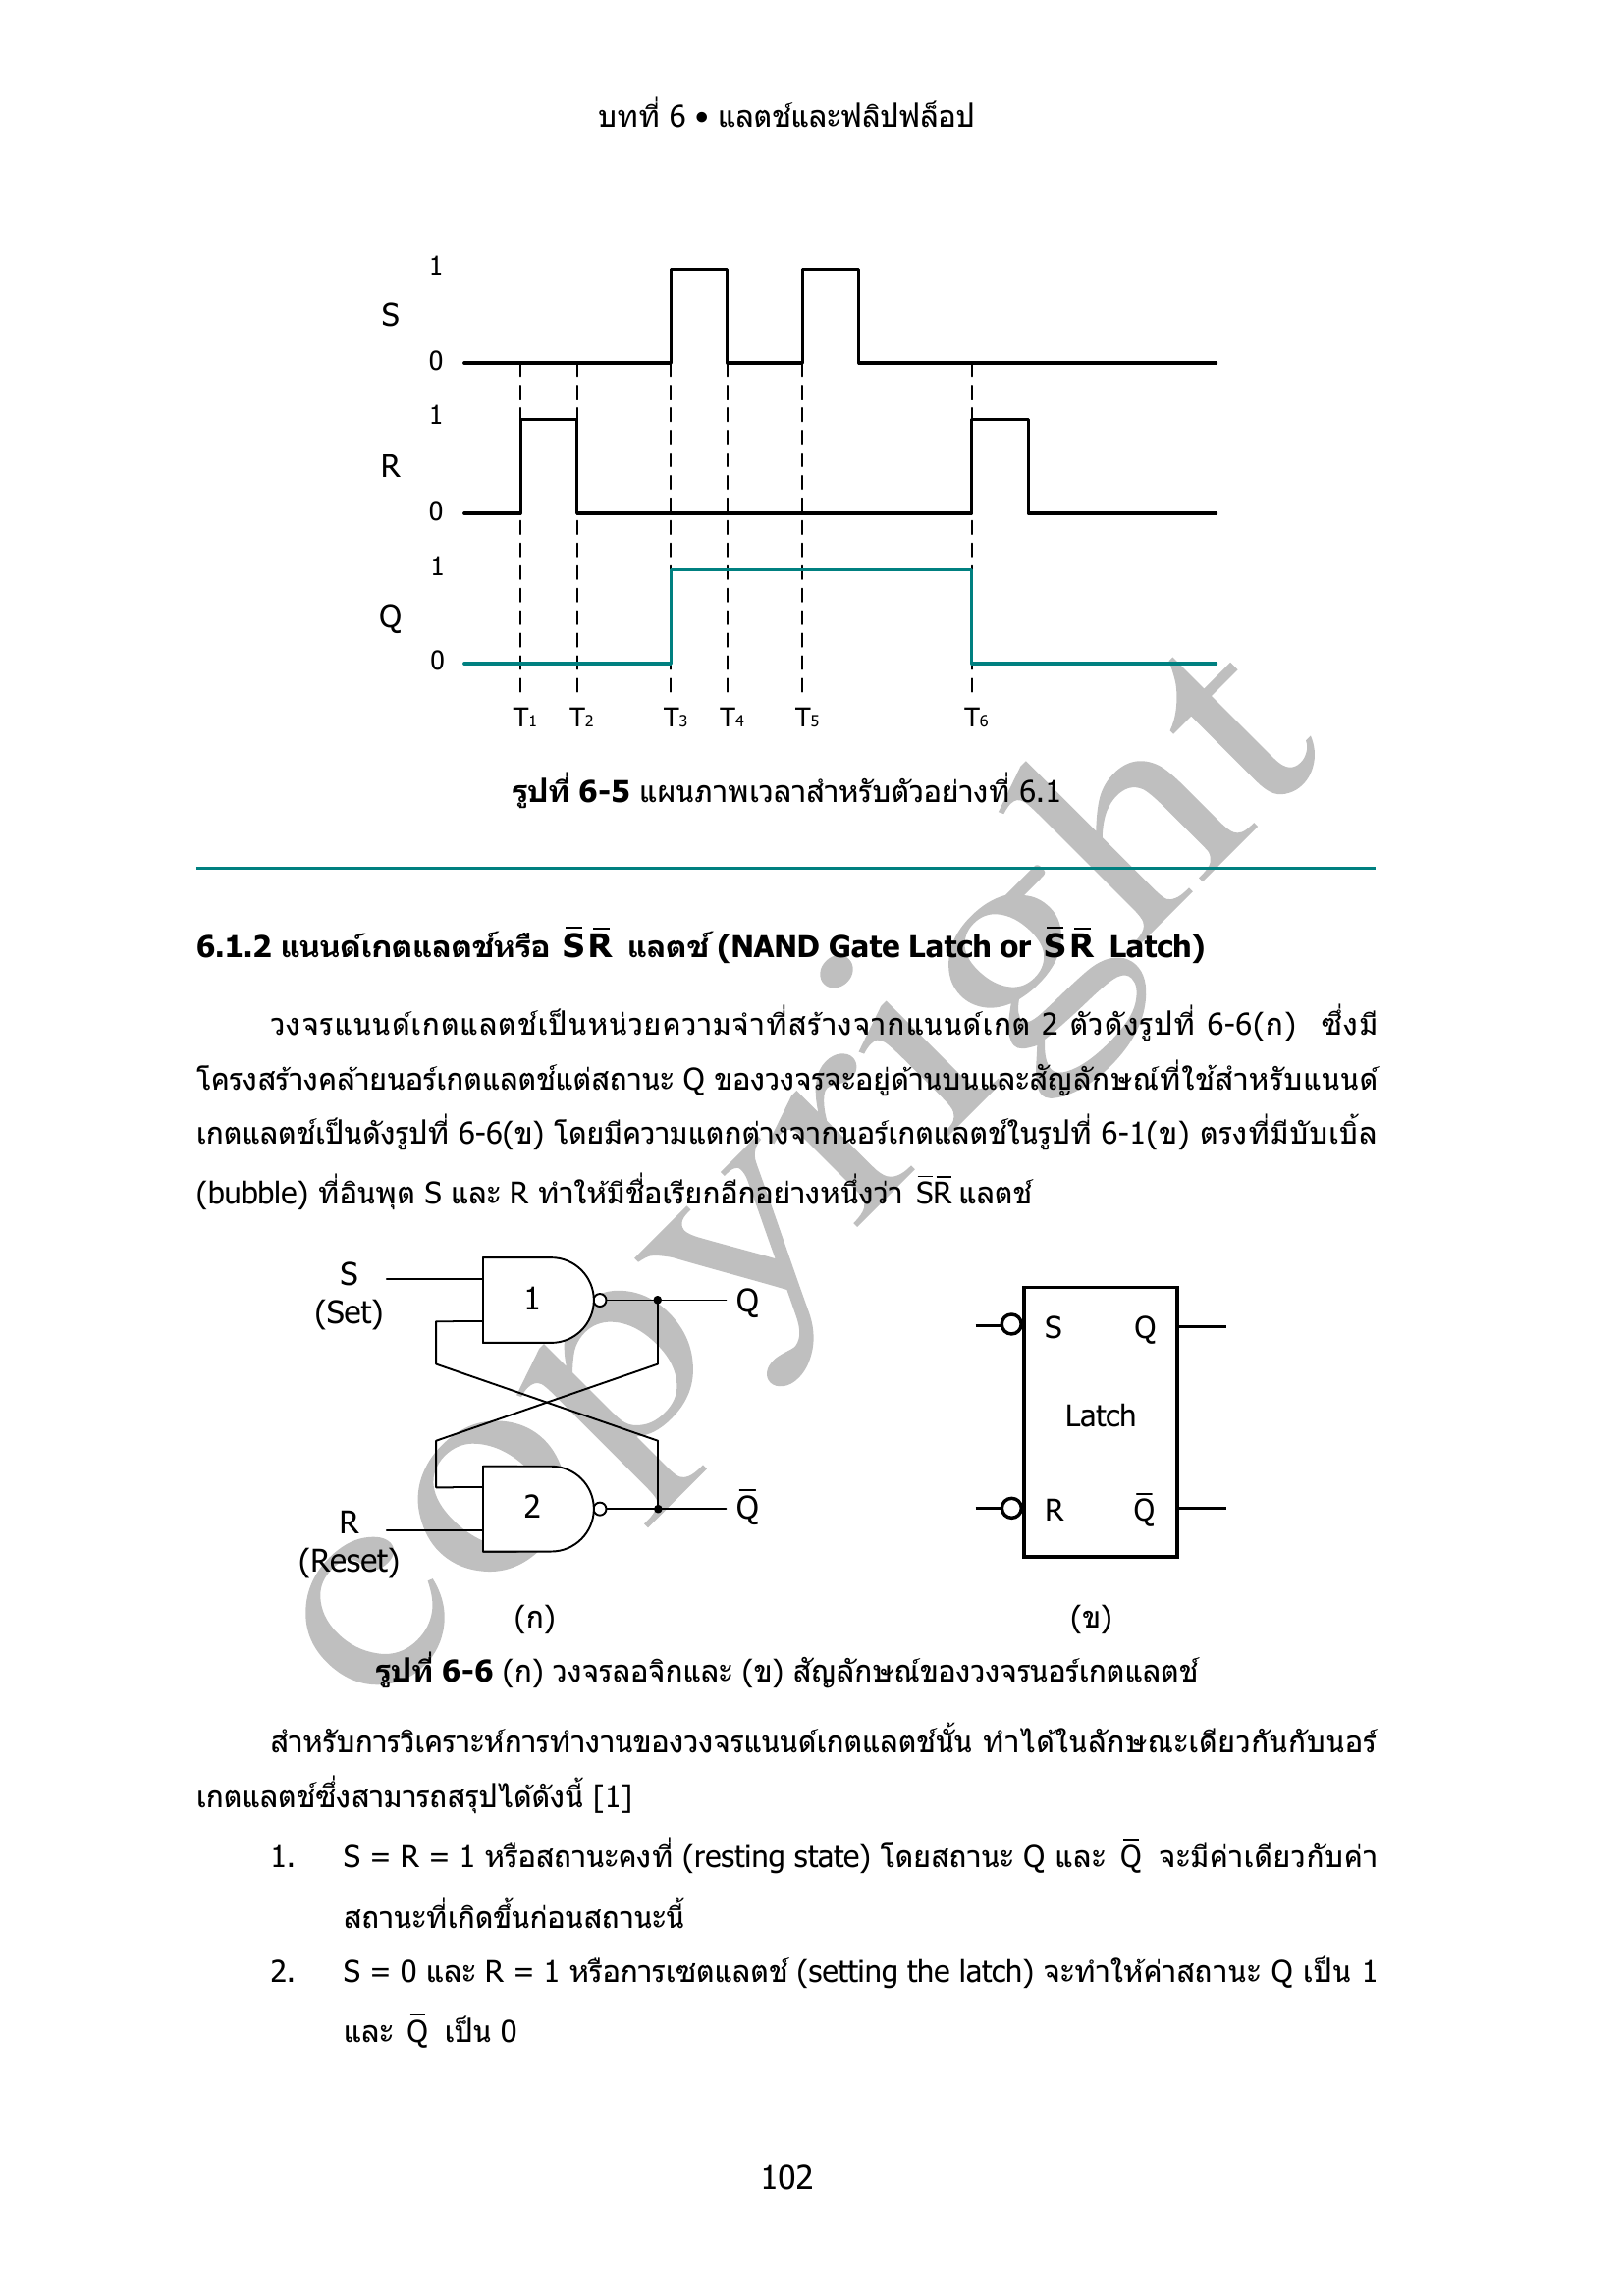 บทที่ 6 • แลตช์และฟลิปฟล็อป
1
S
0
1
R
0
1
Q
0
T1 T2 T3 T4 T5 T6
รูปที่ 6-5 แผนภาพเวลาสำหรับตัวอย่างที่ 6.1
6.1.2 แนนด์เกตแลตช์หรือ S̅R̅ แลตช์ (NAND Gate Latch or S̅R̅ Latch)
วงจรแนนด์เกตแลตช์เป็นหน่วยความจำที่สร้างจากแนนด์เกต 2 ตัวดังรูปที่ 6-6(ก) ซึ่งมี
โครงสร้างคล้ายนอร์เกตแลตช์แต่สถานะ Q ของวงจรจะอยู่ด้านบนและสัญลักษณ์ที่ใช้สำหรับแนนด์
เกตแลตช์เป็นดังรูปที่ 6-6(ข) โดยมีความแตกต่างจากนอร์เกตแลตช์ในรูปที่ 6-1(ข) ตรงที่มีบับเบิ้ล
(bubble) ที่อินพุต S และ R ทำให้มีชื่อเรียกอีกอย่างหนึ่งว่า S̅R̅ แลตช์
S
(Set)
1
Q
2
Q̅
R
(Reset)
S Q
Latch
R Q̅
(ก) (ข)
รูปที่ 6-6 (ก) วงจรลอจิกและ (ข) สัญลักษณ์ของวงจรนอร์เกตแลตช์
สำหรับการวิเคราะห์การทำงานของวงจรแนนด์เกตแลตช์นั้น ทำได้ในลักษณะเดียวกันกับนอร์
เกตแลตช์ซึ่งสามารถสรุปได้ดังนี้ [1]
1. S = R = 1 หรือสถานะคงที่ (resting state) โดยสถานะ Q และ Q̅ จะมีค่าเดียวกับค่า
สถานะที่เกิดขึ้นก่อนสถานะนี้
2. S = 0 และ R = 1 หรือการเซตแลตช์ (setting the latch) จะทำให้ค่าสถานะ Q เป็น 1
และ Q̅ เป็น 0
102
copyright